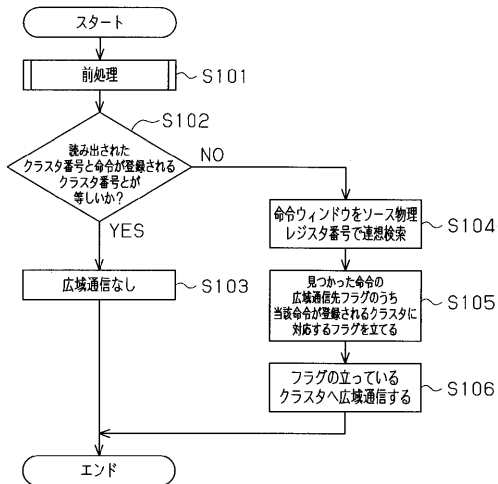 スタート
前処理
S101
S102
読み出された
クラスタ番号と命令が登録される
クラスタ番号とが
等しいか?
NO
YES
命令ウィンドウをソース物理
レジスタ番号で連想検索
S104
広域通信なし
S103
見つかった命令の
広域通信先フラグのうち
当該命令が登録されるクラスタに
対応するフラグを立てる
S105
フラグの立っている
クラスタへ広域通信する
S106
エンド